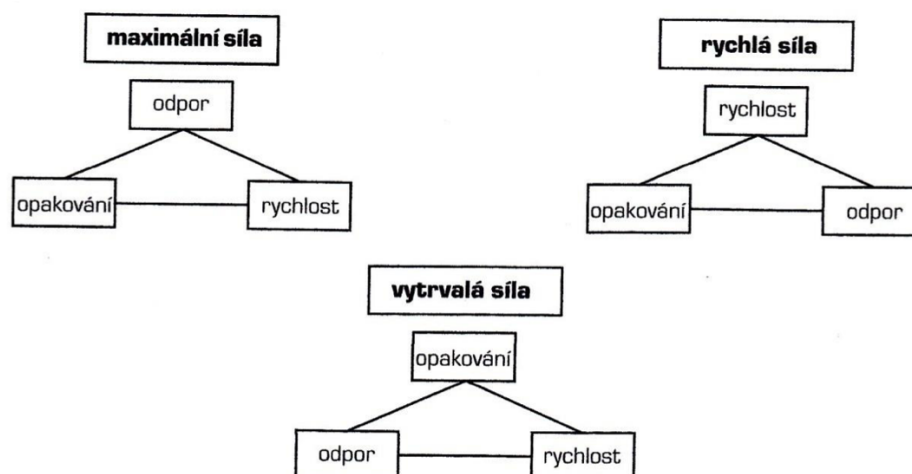 maximální síla
odpor
opakování
rychlost
rychlá síla
rychlost
opakování
odpor
vytrvalá síla
opakování
odpor
rychlost